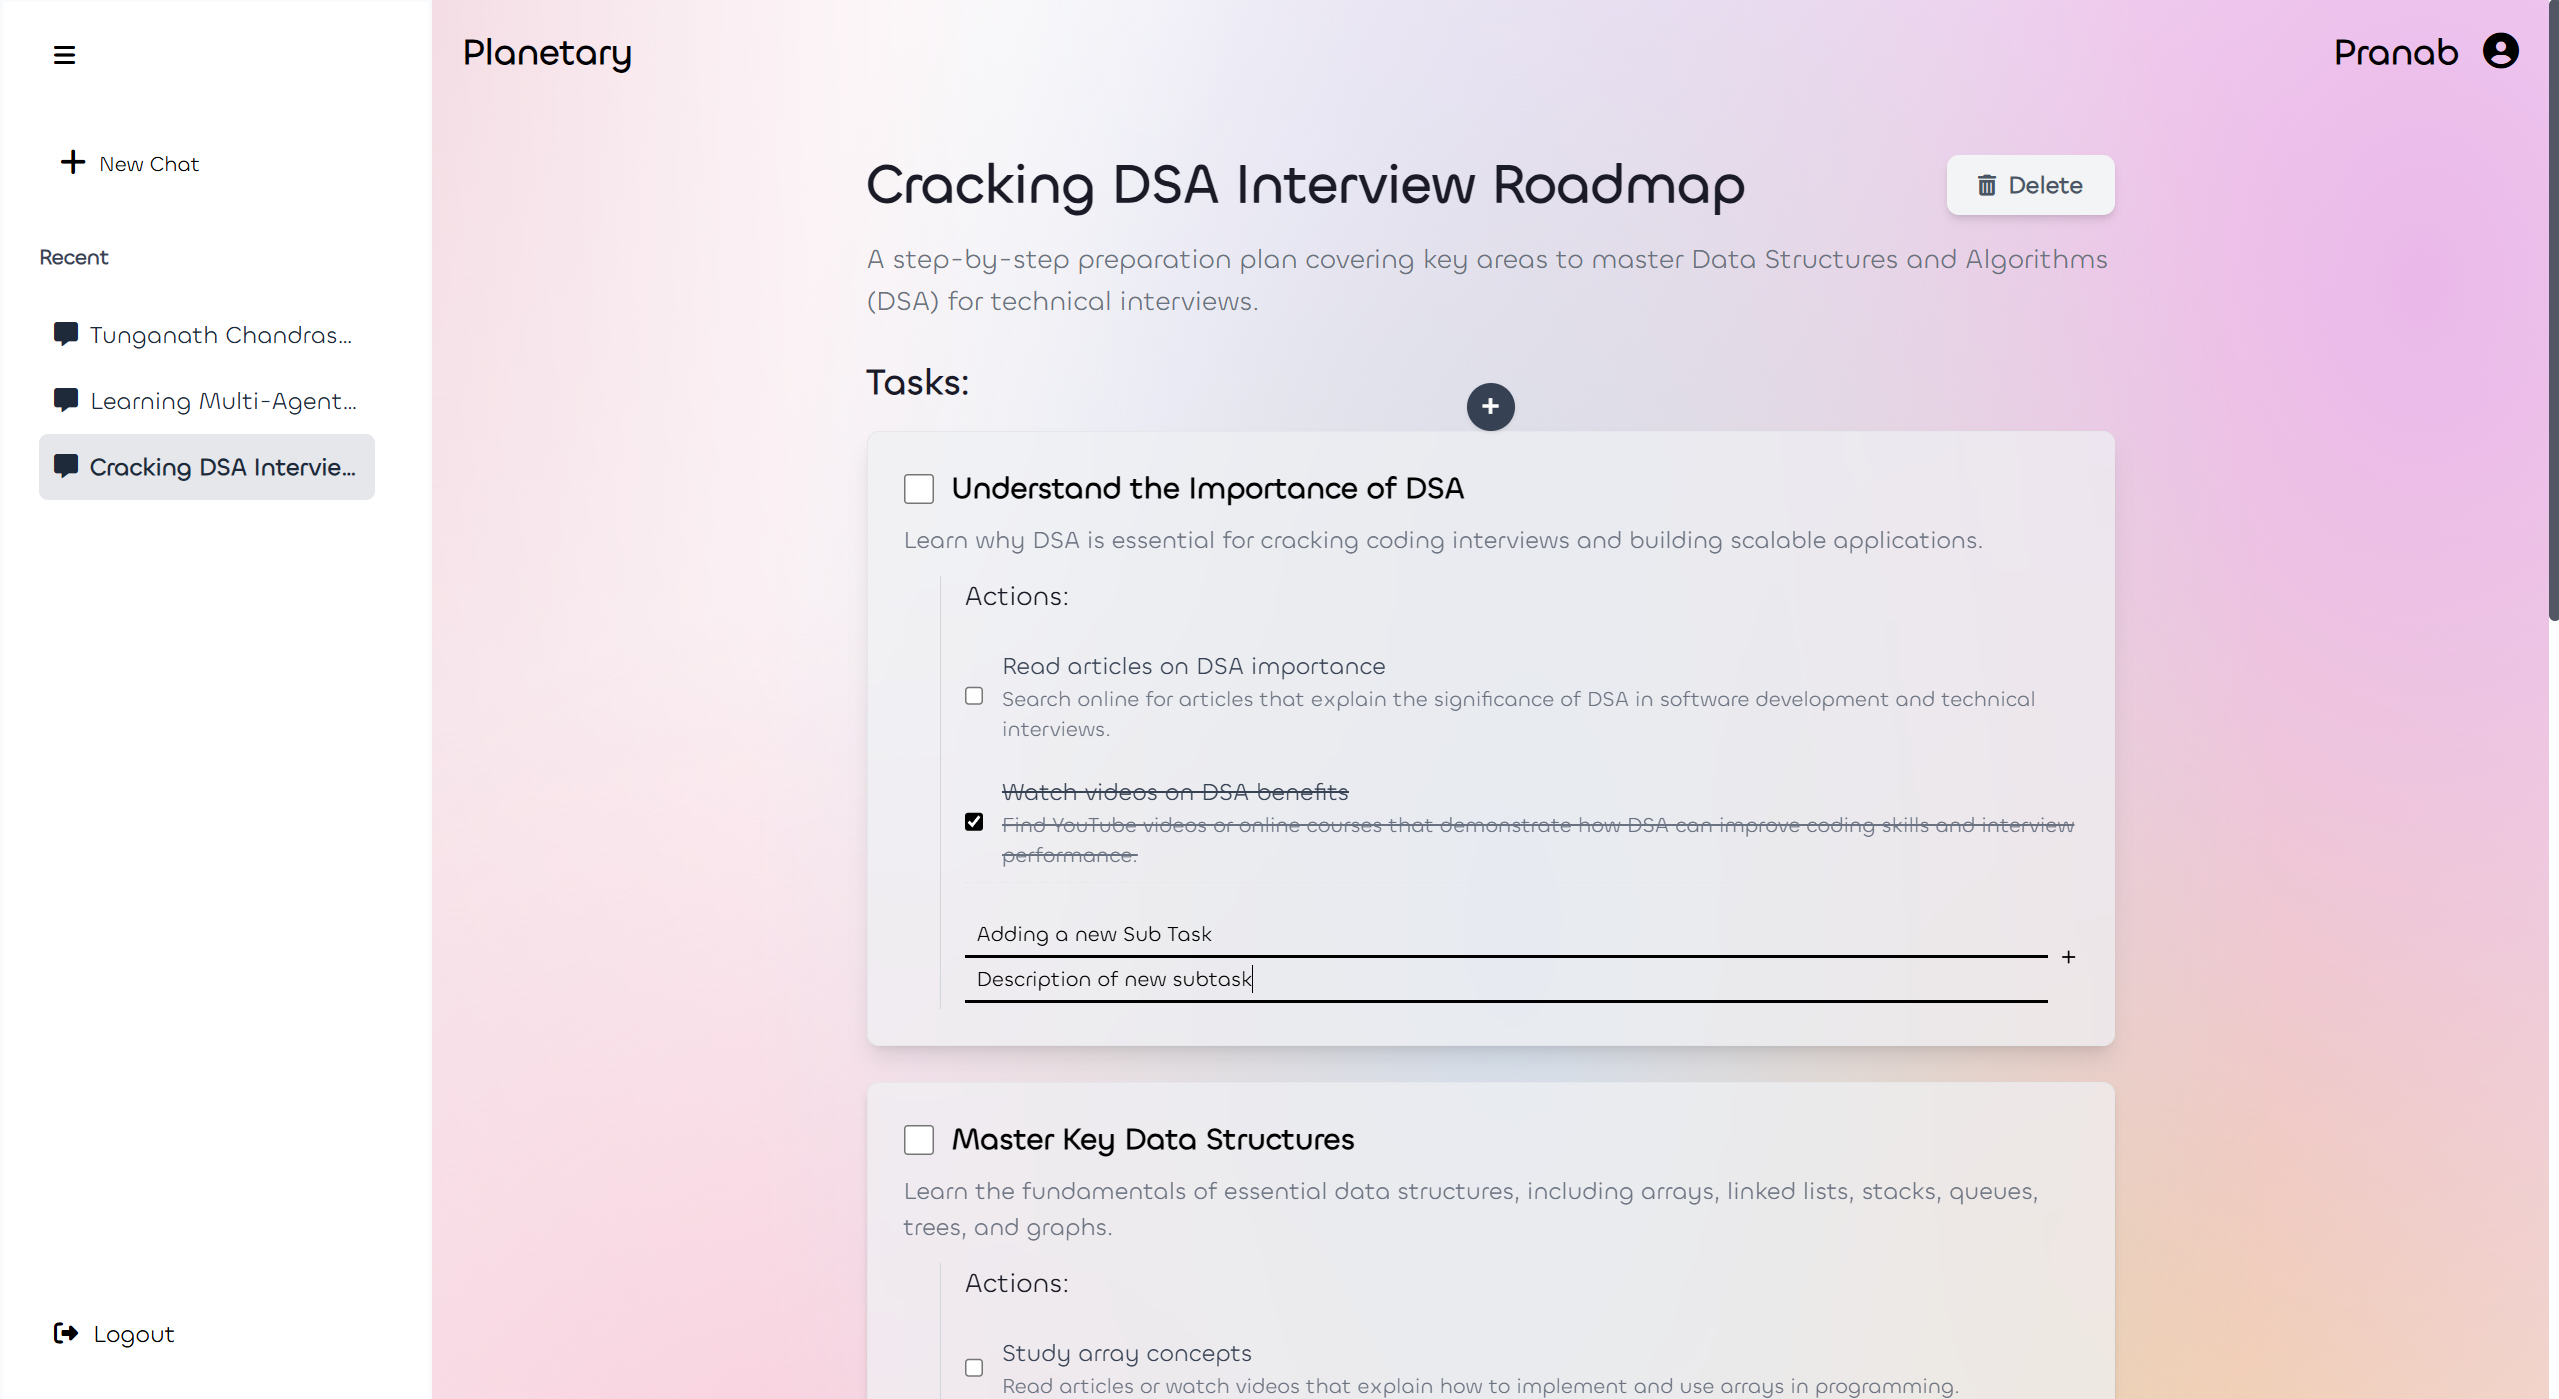 Planetary
Pranab
New Chat
Recent
Tunganath Chandras...
Learning Multi-Agent...
Cracking DSA Intervie...
Logout
Cracking DSA Interview Roadmap
Delete
A step-by-step preparation plan covering key areas to master Data Structures and Algorithms
(DSA) for technical interviews.
Tasks:
Understand the Importance of DSA
Learn why DSA is essential for cracking coding interviews and building scalable applications.
Actions:
Read articles on DSA importance
Search online for articles that explain the significance of DSA in software development and technical
interviews.
Watch videos on DSA benefits
Find YouTube videos or online courses that demonstrate how DSA can improve coding skills and interview
performance.
Adding a new Sub Task
Description of new subtask
Master Key Data Structures
Learn the fundamentals of essential data structures, including arrays, linked lists, stacks, queues,
trees, and graphs.
Actions:
Study array concepts
Read articles or watch videos that explain how to implement and use arrays in programming.